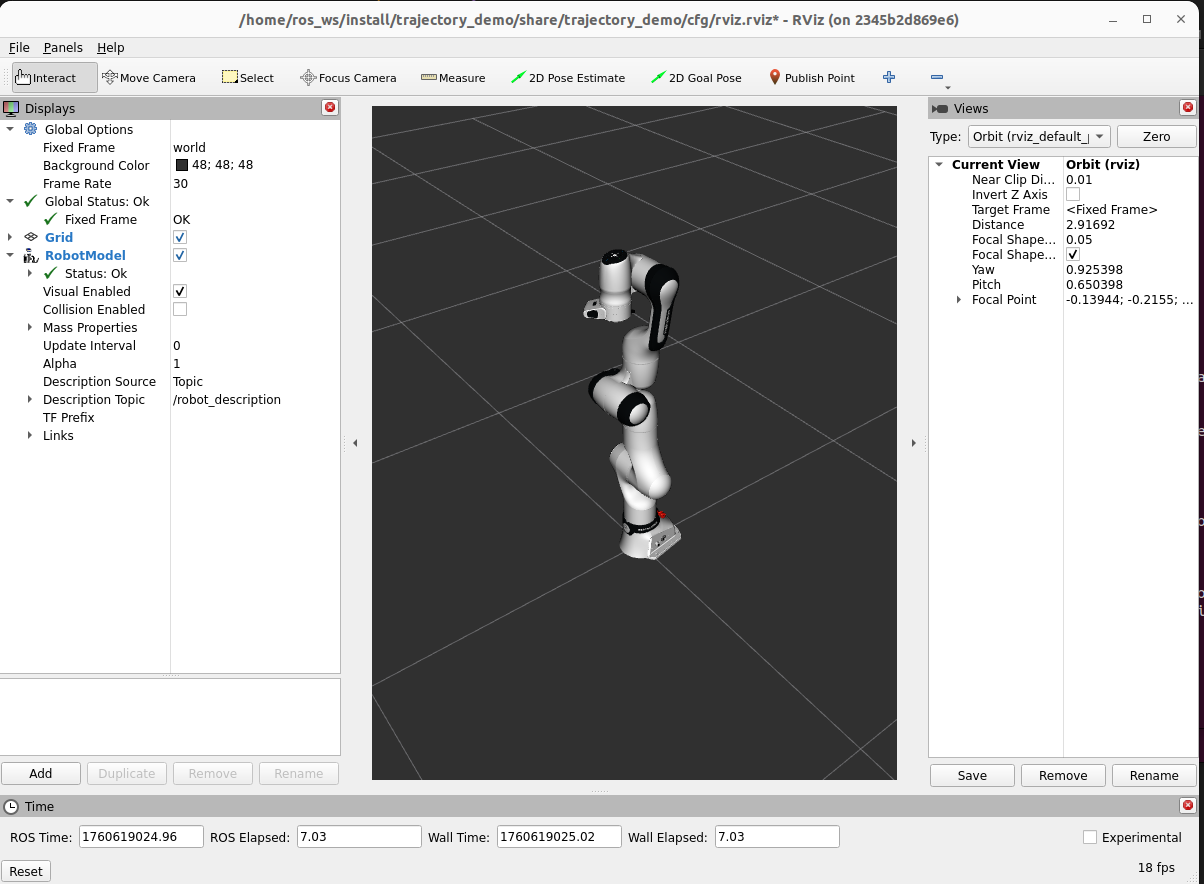 /home/ros_ws/install/trajectory_demo/share/trajectory_demo/cfg/rviz.rviz* - RViz (on 2345b2d869e6)
File Panels Help
Interact Move Camera Select Focus Camera Measure 2D Pose Estimate 2D Goal Pose Publish Point
Displays
Global Options
Fixed Frame world
Background Color 48; 48; 48
Frame Rate 30
Global Status: Ok
Fixed Frame OK
Grid
RobotModel
Status: Ok
Visual Enabled
Collision Enabled
Mass Properties
Update Interval 0
Alpha 1
Description Source Topic
Description Topic /robot_description
TF Prefix
Links
Add Duplicate Remove Rename
Views
Type: Orbit (rviz_default_ Zero
Current View Orbit (rviz)
Near Clip Di... 0.01
Invert Z Axis
Target Frame <Fixed Frame>
Distance 2.91692
Focal Shape... 0.05
Focal Shape...
Yaw 0.925398
Pitch 0.650398
Focal Point -0.13944; -0.2155; ...
Save Remove Rename
Time
ROS Time: 1760619024.96 ROS Elapsed: 7.03 Wall Time: 1760619025.02 Wall Elapsed: 7.03 Experimental
Reset 18 fps